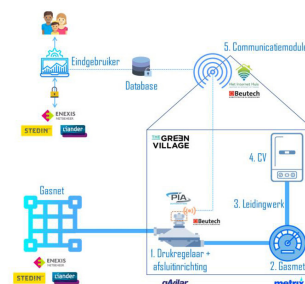 5. Communicatiemodule
Eindgebruiker
Database
Beutech
ENEXIS
STEDIN
Liander
THE GREEN
VILLAGE
4. CV
Gasnet
PIA
3. Leidingwerk
Beutech
1. Drukregelaar +
afsluitinrichting
2. Gasmet
ENEXIS
STEDIN
Liander